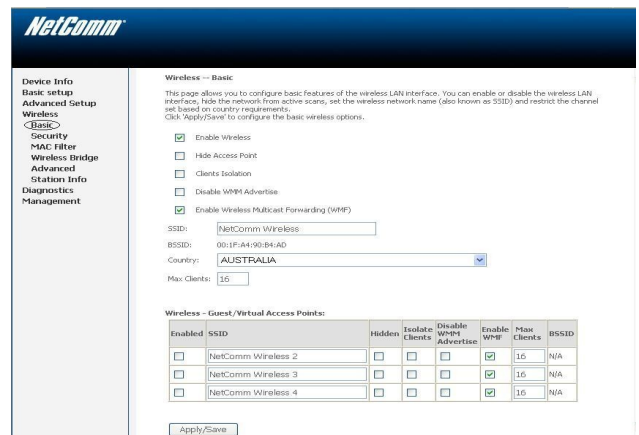 NetComm
Device Info
Basic setup
Advanced Setup
Wireless
Basic
Security
MAC Filter
Wireless Bridge
Advanced
Station Info
Diagnostics
Management
Wireless -- Basic
This page allows you to configure basic features of the wireless LAN interface. You can enable or disable the wireless LAN
interface, hide the network from active scans, set the wireless network name (also known as SSID) and restrict the channel
set based on country requirements.
Click 'Apply/Save' to configure the basic wireless options.
Enable Wireless
Hide Access Point
Clients Isolation
Disable WMM Advertise
Enable Wireless Multicast Forwarding (WMF)
SSID: NetComm Wireless
BSSID: 00:1F:A4:90:B4:AD
Country: AUSTRALIA
Max Clients: 16
Wireless - Guest/Virtual Access Points:
Enabled SSID Hidden Isolate Clients Disable WMM Advertise Enable WMF Max Clients BSSID
NetComm Wireless 2 16 N/A
NetComm Wireless 3 16 N/A
NetComm Wireless 4 16 N/A
Apply/Save